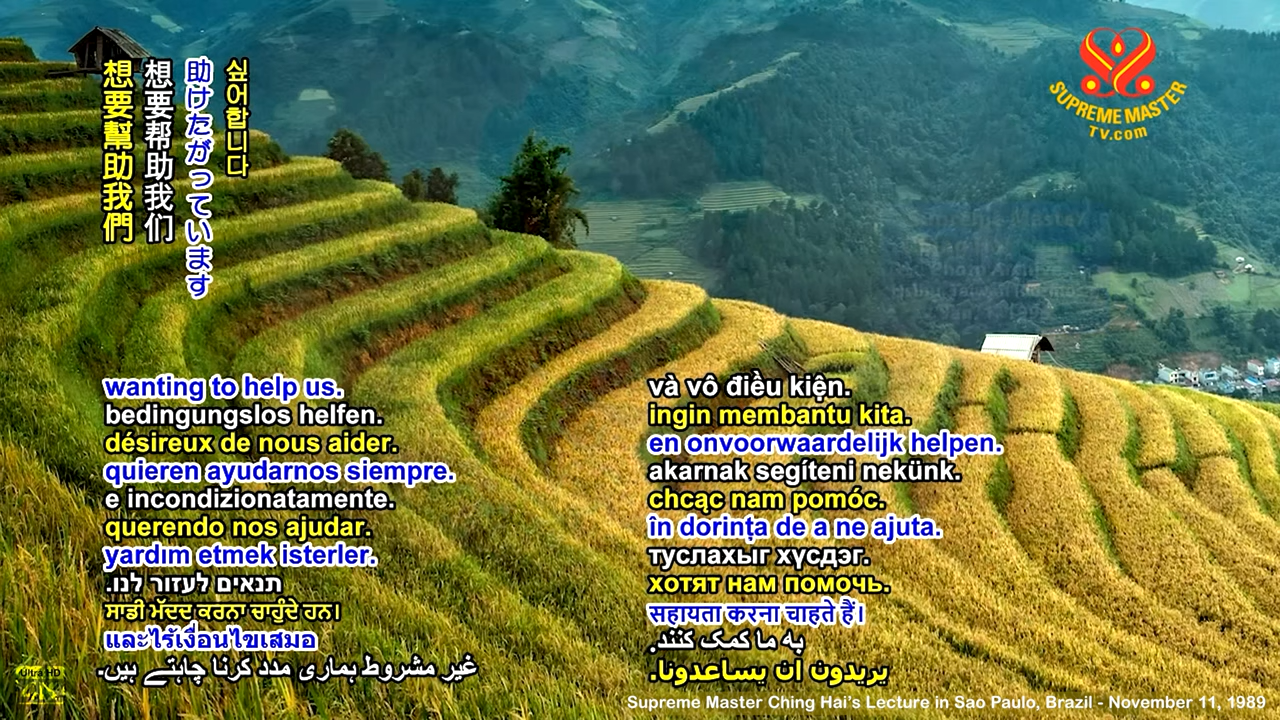 想要幫助我們
想要帮助我们
助けたがっています
싶어합니다
SUPREME MASTER
TV.com
wanting to help us.
bedingungslos helfen.
désireux de nous aider.
quieren ayudarnos siempre.
e incondizionatamente.
querendo nos ajudar.
yardım etmek isterler.
תנאים לעזור לנו.
ਸਾਡੀ ਮੱਦਦ ਕਰਨਾ ਚਾਹੁੰਦੇ ਹਨ।
และไร้เงื่อนไขเสมอ
غیر مشروط ہماری مدد کرنا چاہتے ہیں.
và vô điều kiện.
ingin membantu kita.
en onvoorwaardelijk helpen.
akarnak segíteni nekünk.
chcąc nam pomóc.
în dorința de a ne ajuta.
туслахыг хүсдэг.
хотят нам помочь.
सहायता करना चाहते हैं।
به ما کمک کنند.
يريدون ان يساعدونا.
Ultra HD
Supreme Master Ching Hai's Lecture in Sao Paulo, Brazil - November 11, 1989